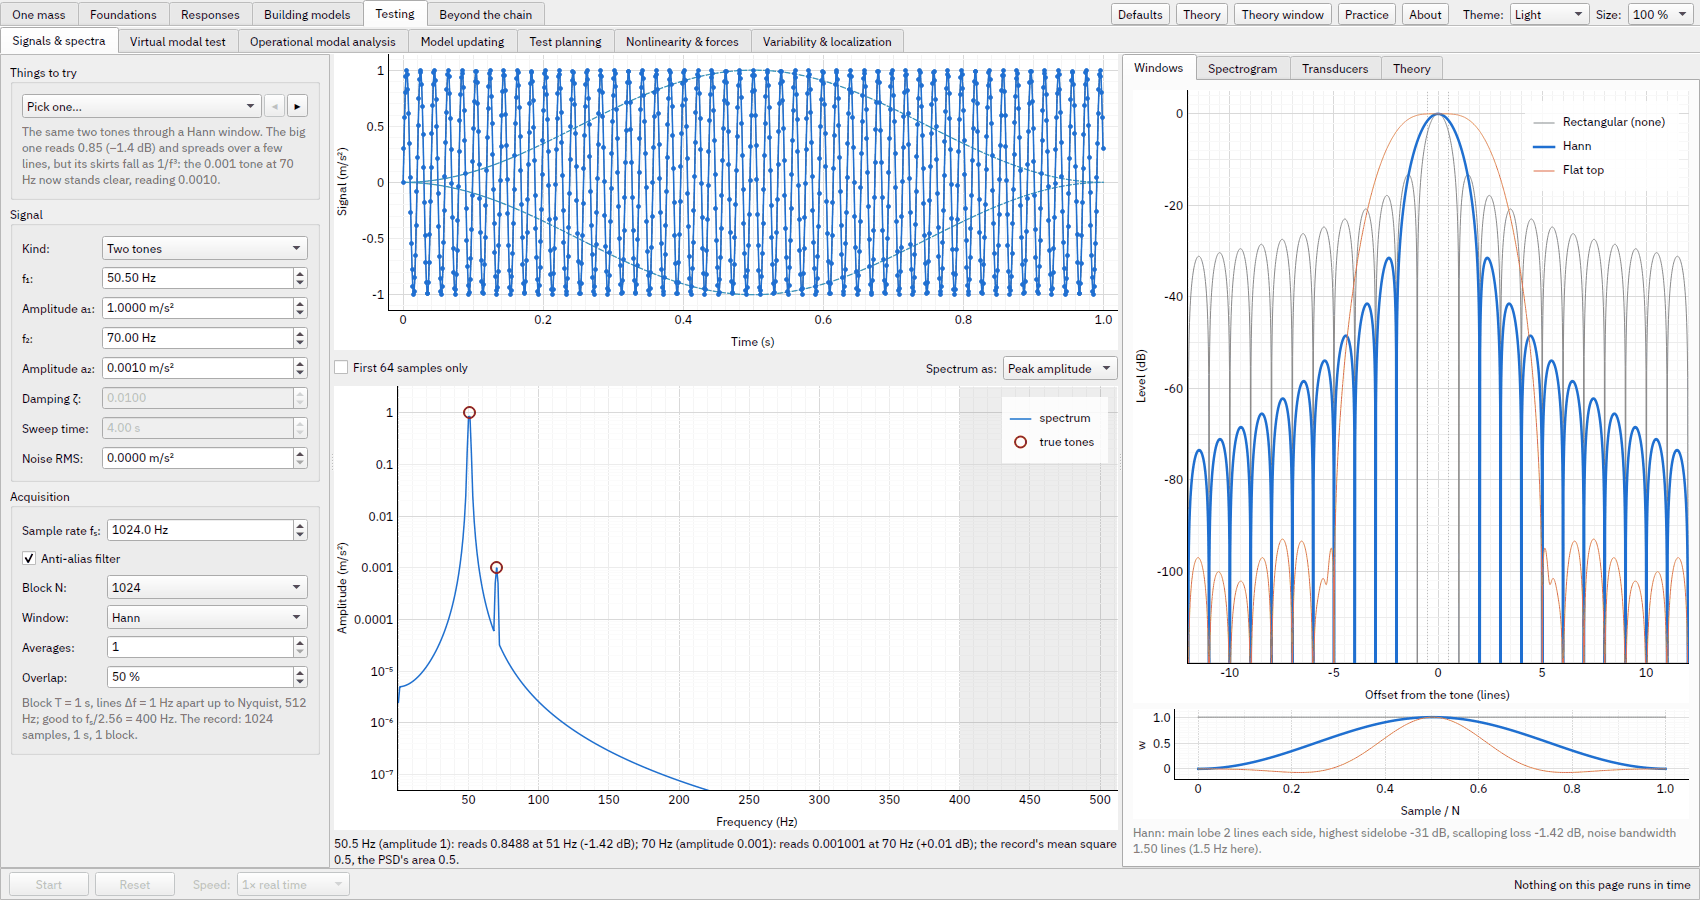 One mass Foundations Responses Building models Testing Beyond the chain Defaults Theory Theory window Practice About Theme: Light Size: 100 %
Signals & spectra Virtual modal test Operational modal analysis Model updating Test planning Nonlinearity & forces Variability & localization
Things to try
Pick one...
The same two tones through a Hann window. The big
one reads 0.85 (−1.4 dB) and spreads over a few
lines, but its skirts fall as 1/f³: the 0.001 tone at 70
Hz now stands clear, reading 0.0010.
Signal
Kind: Two tones
f₁: 50.50 Hz
Amplitude a₁: 1.0000 m/s²
f₂: 70.00 Hz
Amplitude a₂: 0.0010 m/s²
Damping ζ: 0.0100
Sweep time: 4.00 s
Noise RMS: 0.0000 m/s²
Acquisition
Sample rate fₛ: 1024.0 Hz
Anti-alias filter
Block N: 1024
Window: Hann
Averages: 1
Overlap: 50 %
Block T = 1 s, lines Δf = 1 Hz apart up to Nyquist, 512
Hz; good to fₛ/2.56 = 400 Hz. The record: 1024
samples, 1 s, 1 block.
Signal (m/s²)
1
0.5
0
-0.5
-1
0 0.2 0.4 0.6 0.8 1.0
Time (s)
First 64 samples only Spectrum as: Peak amplitude
Amplitude (m/s²)
1
0.1
0.01
0.001
0.0001
10⁻⁵
10⁻⁶
10⁻⁷
spectrum
true tones
50 100 150 200 250 300 350 400 450 500
Frequency (Hz)
50.5 Hz (amplitude 1): reads 0.8488 at 51 Hz (-1.42 dB); 70 Hz (amplitude 0.001): reads 0.001001 at 70 Hz (+0.01 dB); the record's mean square
0.5, the PSD's area 0.5.
Windows Spectrogram Transducers Theory
Level (dB)
0
-20
-40
-60
-80
-100
Rectangular (none)
Hann
Flat top
-10 -5 0 5 10
Offset from the tone (lines)
w
1.0
0.5
0
0 0.2 0.4 0.6 0.8 1.0
Sample / N
Hann: main lobe 2 lines each side, highest sidelobe -31 dB, scalloping loss -1.42 dB, noise bandwidth
1.50 lines (1.5 Hz here).
Start Reset Speed: 1× real time Nothing on this page runs in time